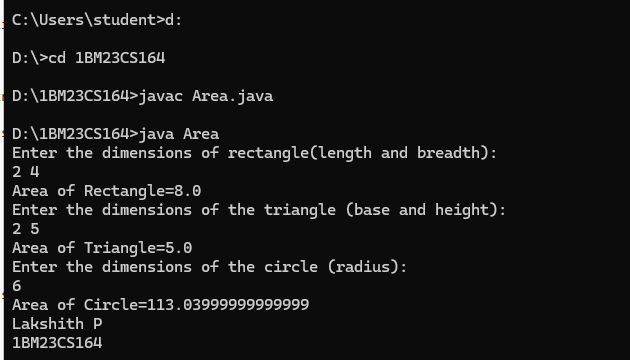 C:\Users\student>d:
D:\>cd 1BM23CS164
D:\1BM23CS164>javac Area.java
D:\1BM23CS164>java Area
Enter the dimensions of rectangle(length and breadth):
2 4
Area of Rectangle=8.0
Enter the dimensions of the triangle (base and height):
2 5
Area of Triangle=5.0
Enter the dimensions of the circle (radius):
6
Area of Circle=113.03999999999999
Lakshith P
1BM23CS164